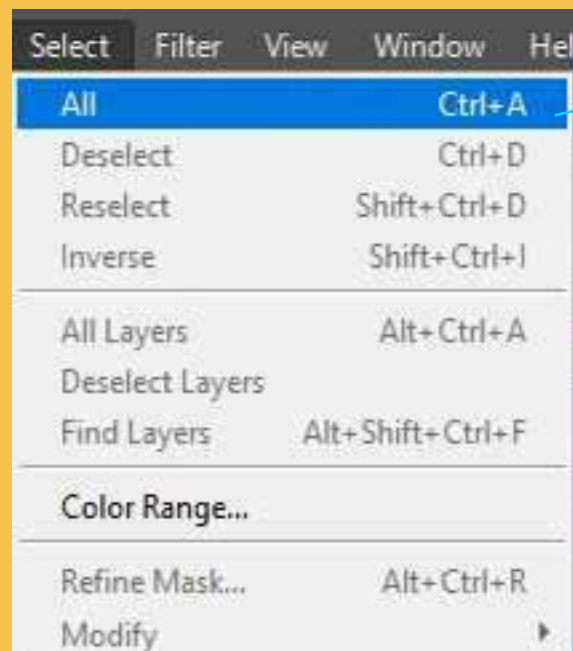 Select Filter View Window Hel
All Ctrl+A
Deselect Ctrl+D
Reselect Shift+Ctrl+D
Inverse Shift+Ctrl+I
All Layers Alt+Ctrl+A
Deselect Layers
Find Layers Alt+Shift+Ctrl+F
Color Range...
Refine Mask... Alt+Ctrl+R
Modify